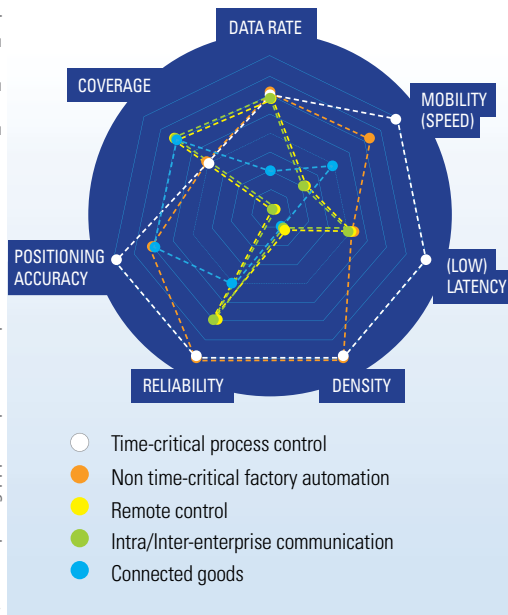 DATA RATE
COVERAGE
MOBILITY
(SPEED)
POSITIONING
ACCURACY
(LOW)
LATENCY
RELIABILITY
DENSITY
Time-critical process control
Non time-critical factory automation
Remote control
Intra/Inter-enterprise communication
Connected goods